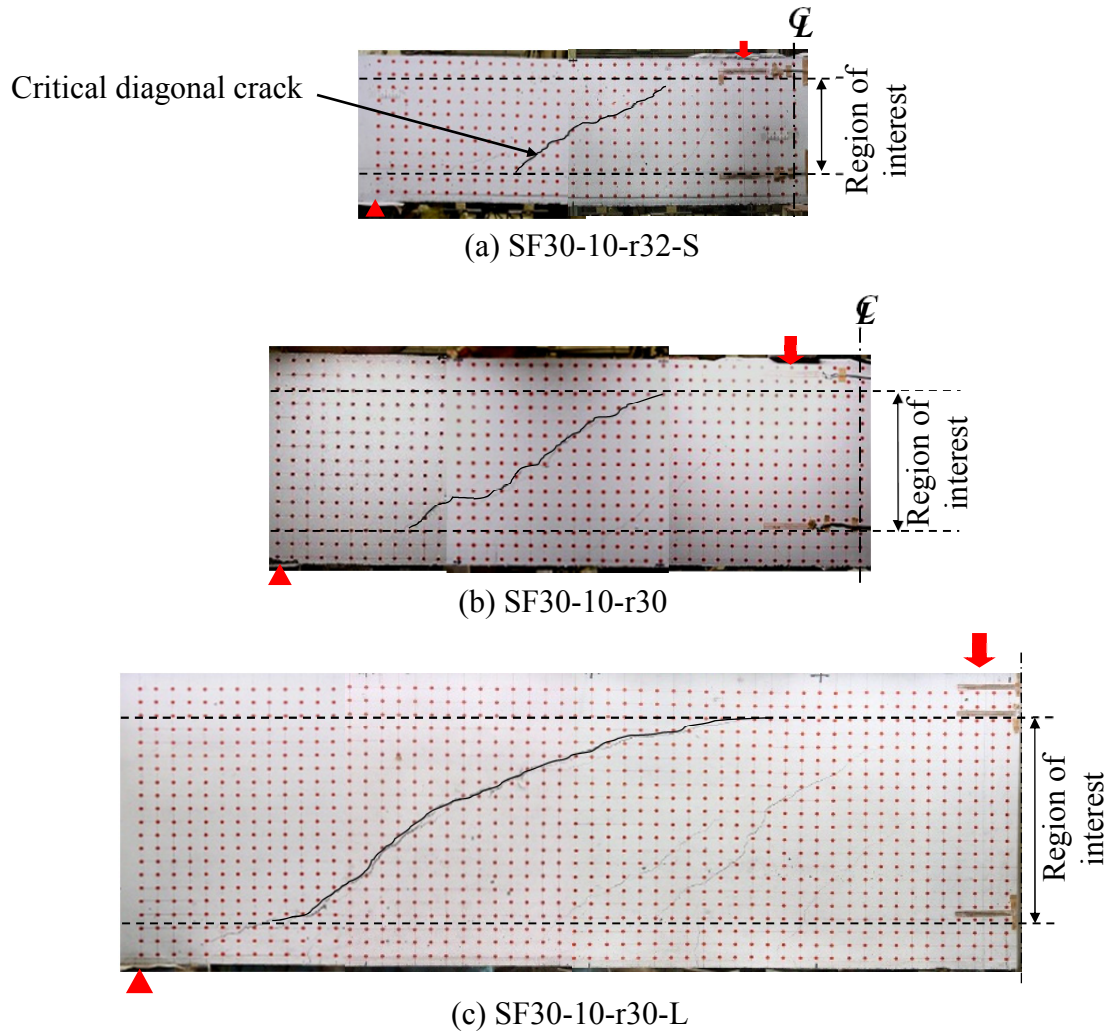 ℄
Critical diagonal crack
Region of
interest
(a) SF30-10-r32-S
℄
Region of
interest
(b) SF30-10-r30
Region of
interest
(c) SF30-10-r30-L